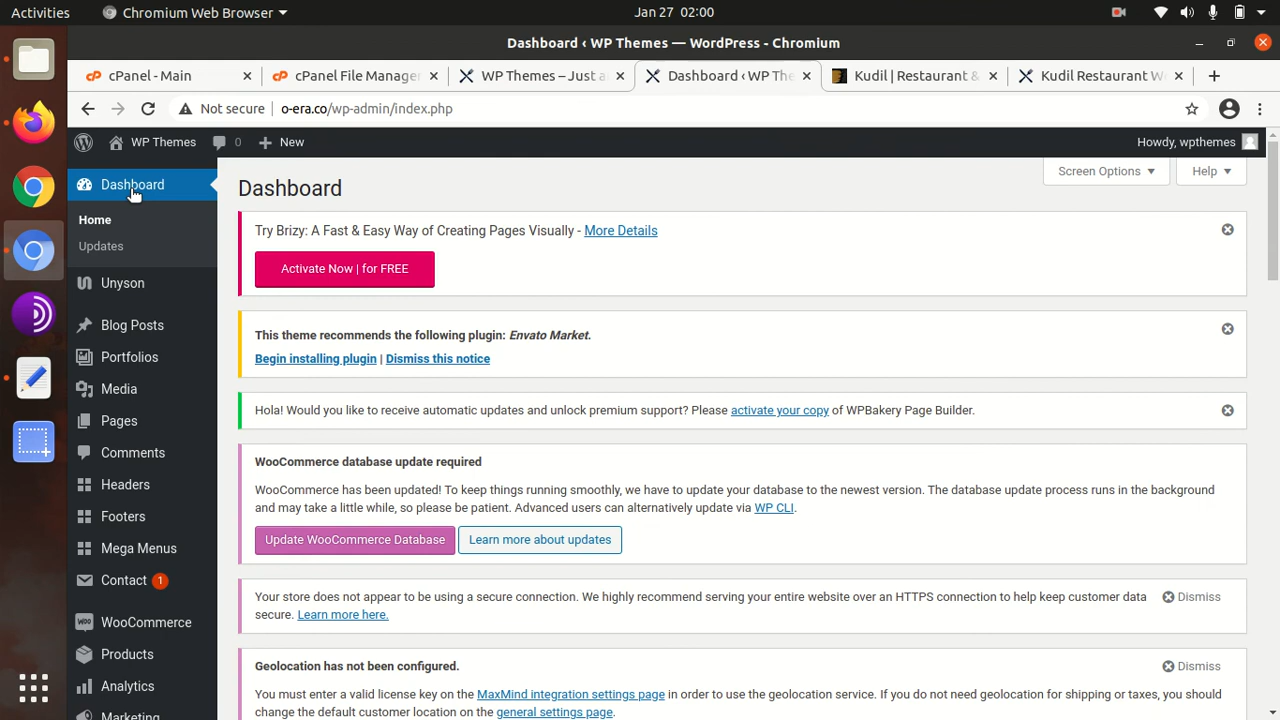 Activities
Chromium Web Browser
Jan 27 02:00
Dashboard ‹ WP Themes — WordPress - Chromium
cPanel - Main
cPanel File Manage
WP Themes – Just a
Dashboard ‹ WP The
Kudil | Restaurant &
Kudil Restaurant W
Not secure
o-era.co/wp-admin/index.php
WP Themes
0
New
Howdy, wpthemes
Dashboard
Home
Updates
Unyson
Blog Posts
Portfolios
Media
Pages
Comments
Headers
Footers
Mega Menus
Contact 1
WooCommerce
Products
Analytics
Marketing
Screen Options
Help
Dashboard
Try Brizy: A Fast & Easy Way of Creating Pages Visually - More Details
Activate Now | for FREE
This theme recommends the following plugin: Envato Market.
Begin installing plugin | Dismiss this notice
Hola! Would you like to receive automatic updates and unlock premium support? Please activate your copy of WPBakery Page Builder.
WooCommerce database update required
WooCommerce has been updated! To keep things running smoothly, we have to update your database to the newest version. The database update process runs in the background
and may take a little while, so please be patient. Advanced users can alternatively update via WP CLI.
Update WooCommerce Database
Learn more about updates
Your store does not appear to be using a secure connection. We highly recommend serving your entire website over an HTTPS connection to help keep customer data
secure. Learn more here.
Dismiss
Geolocation has not been configured.
Dismiss
You must enter a valid license key on the MaxMind integration settings page in order to use the geolocation service. If you do not need geolocation for shipping or taxes, you should
change the default customer location on the general settings page.